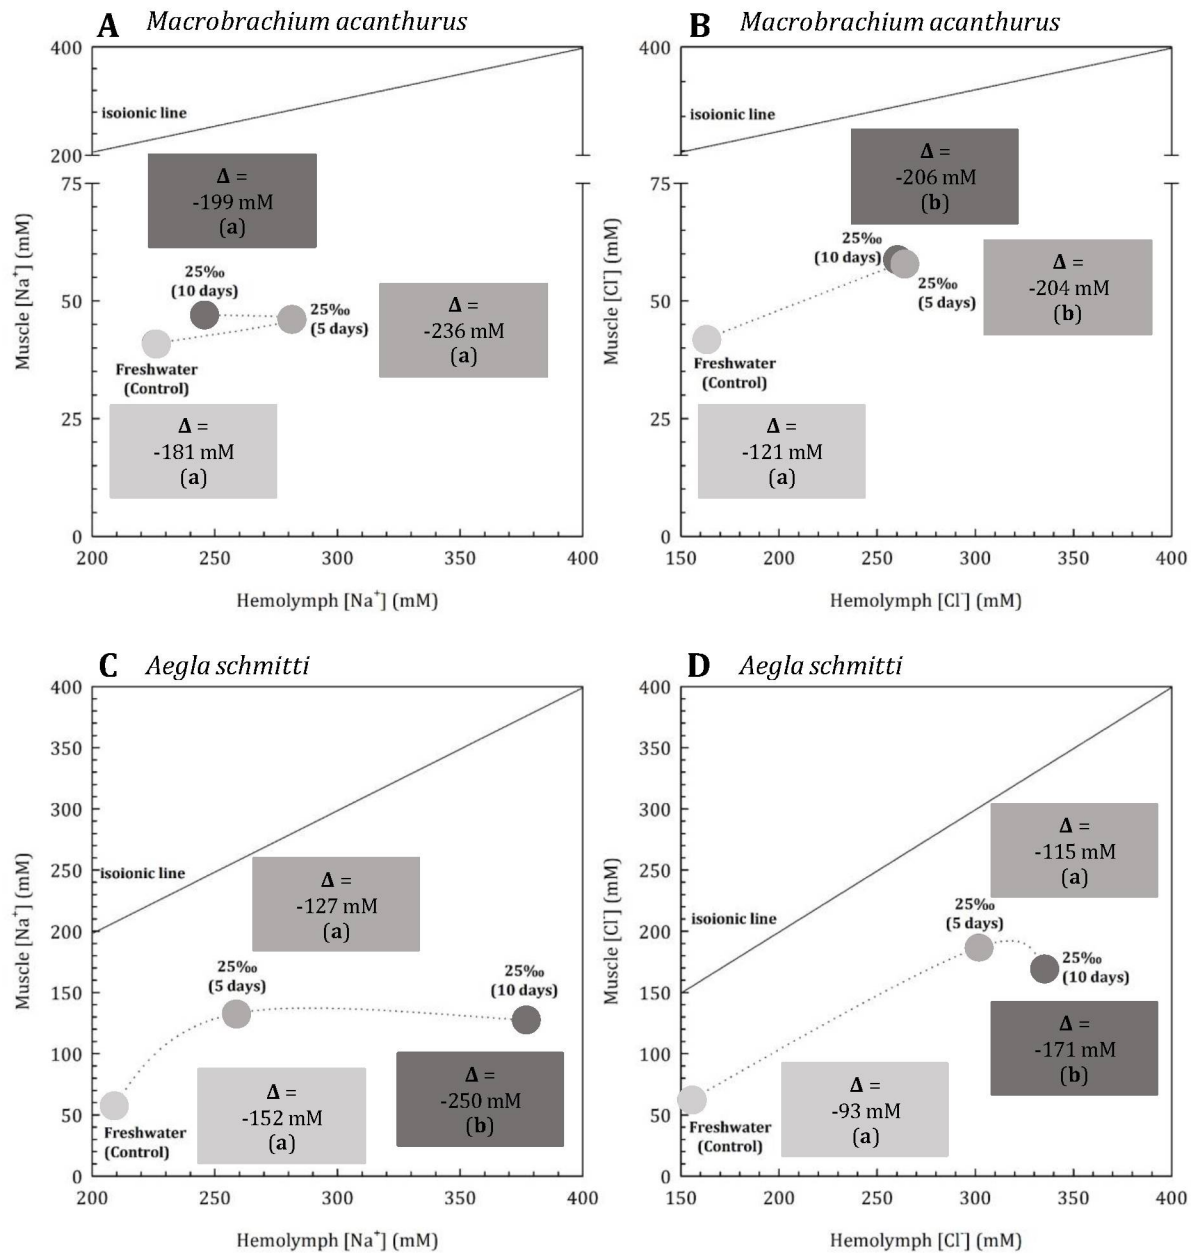 A Macrobrachium acanthurus
400
isoionic line
200
Δ =
-199 mM
(a)
75
25‰
(10 days)
50
25‰
(5 days)
Δ =
-236 mM
(a)
Freshwater
(Control)
25
Δ =
-181 mM
(a)
0
200 250 300 350 400
Muscle [Na⁺] (mM)
Hemolymph [Na⁺] (mM)
B Macrobrachium acanthurus
400
isoionic line
Δ =
-206 mM
(b)
75
25‰
(10 days)
50
25‰
(5 days)
Δ =
-204 mM
(b)
Freshwater
(Control)
25
Δ =
-121 mM
(a)
0
150 200 250 300 350 400
Muscle [Cl⁻] (mM)
Hemolymph [Cl⁻] (mM)
C Aegla schmitti
400
350
300
250
200
150
100
50
0
isoionic line
Δ =
-127 mM
(a)
25‰
(5 days)
25‰
(10 days)
Δ =
-152 mM
(a)
Δ =
-250 mM
(b)
Freshwater
(Control)
200 250 300 350 400
Muscle [Na⁺] (mM)
Hemolymph [Na⁺] (mM)
D Aegla schmitti
400
350
300
250
200
150
100
50
0
isoionic line
Δ =
-115 mM
(a)
25‰
(5 days)
25‰
(10 days)
Δ =
-171 mM
(b)
Δ =
-93 mM
(a)
Freshwater
(Control)
150 200 250 300 350 400
Muscle [Cl⁻] (mM)
Hemolymph [Cl⁻] (mM)